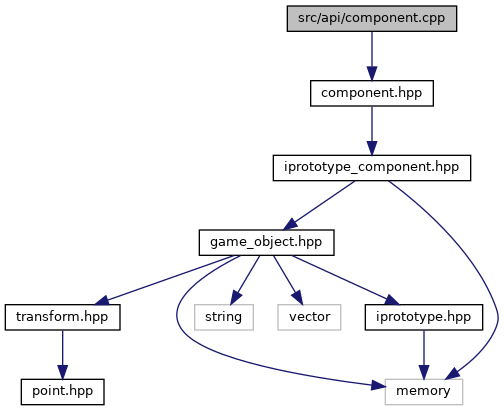 src/api/component.cpp
component.hpp
iprototype_component.hpp
game_object.hpp
transform.hpp
string
vector
iprototype.hpp
point.hpp
memory